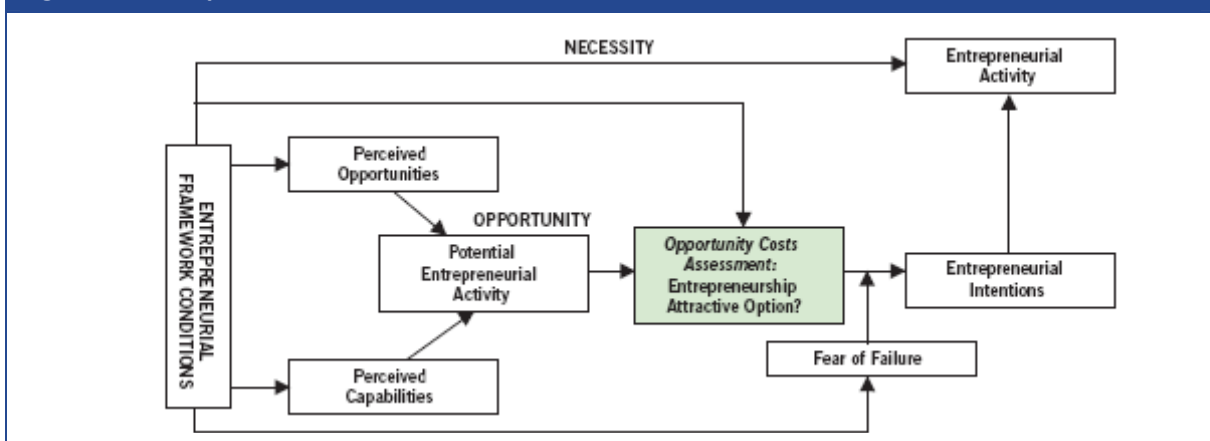 NECESSITY
Entrepreneurial
Activity
Perceived
Opportunities
ENTREPRENEURIAL
FRAMEWORK CONDITIONS
OPPORTUNITY
Potential
Entrepreneurial
Activity
Opportunity Costs
Assessment:
Entrepreneurship
Attractive Option?
Entrepreneurial
Intentions
Fear of Failure
Perceived
Capabilities